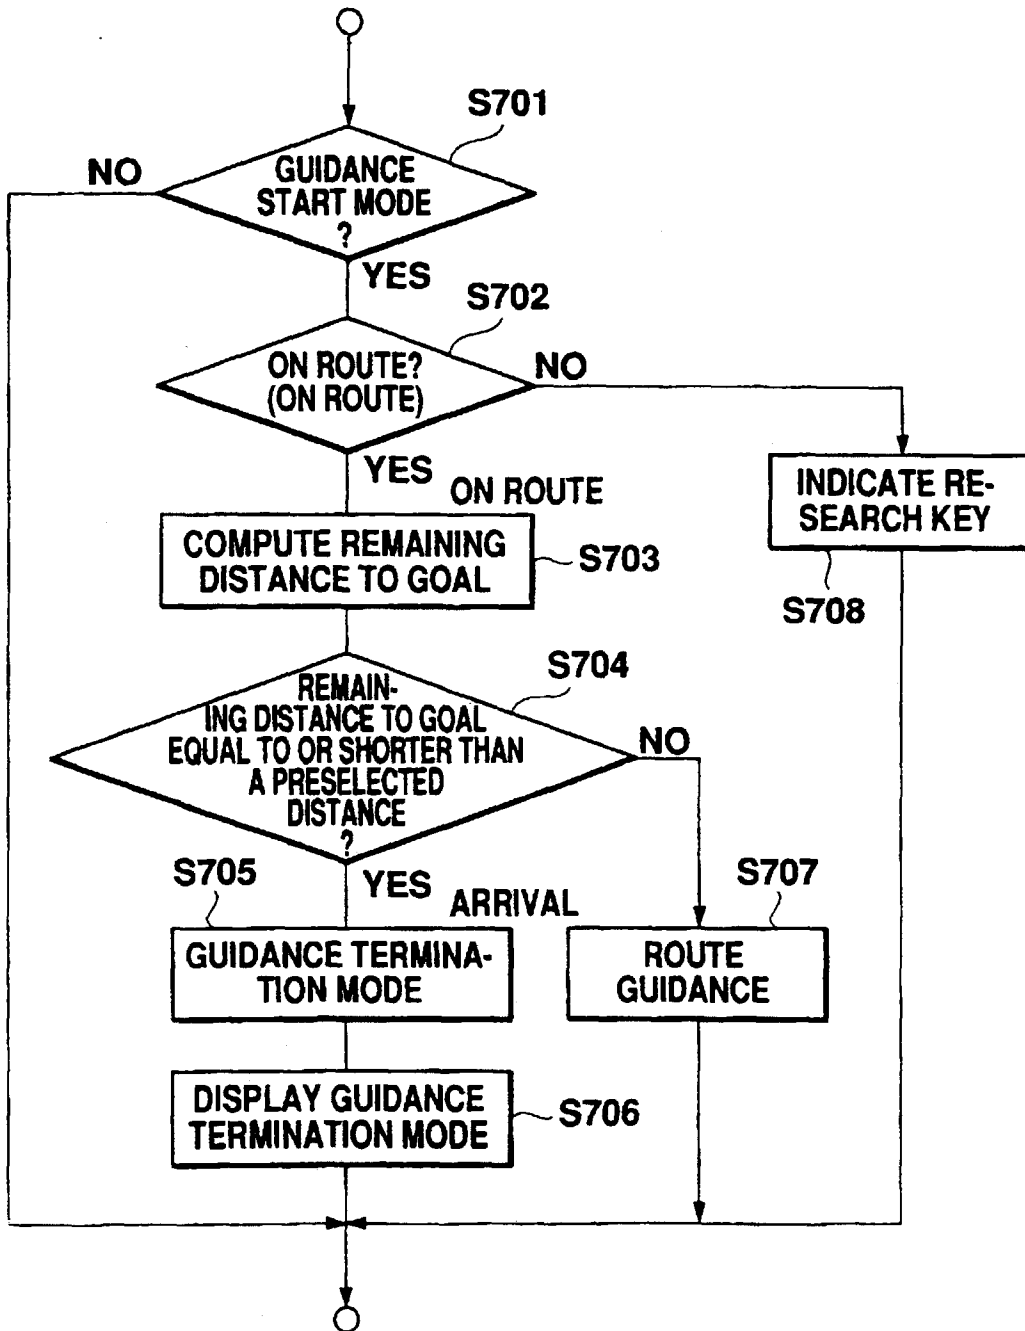 S701
NO
GUIDANCE
START MODE
?
YES
S702
ON ROUTE?
(ON ROUTE)
NO
YES
ON ROUTE
INDICATE RE-
SEARCH KEY
COMPUTE REMAINING
DISTANCE TO GOAL
S703
S708
S704
REMAIN-
ING DISTANCE TO GOAL
EQUAL TO OR SHORTER THAN
A PRESELECTED
DISTANCE
?
NO
YES
S705
ARRIVAL
S707
GUIDANCE TERMINA-
TION MODE
ROUTE
GUIDANCE
DISPLAY GUIDANCE
TERMINATION MODE
S706